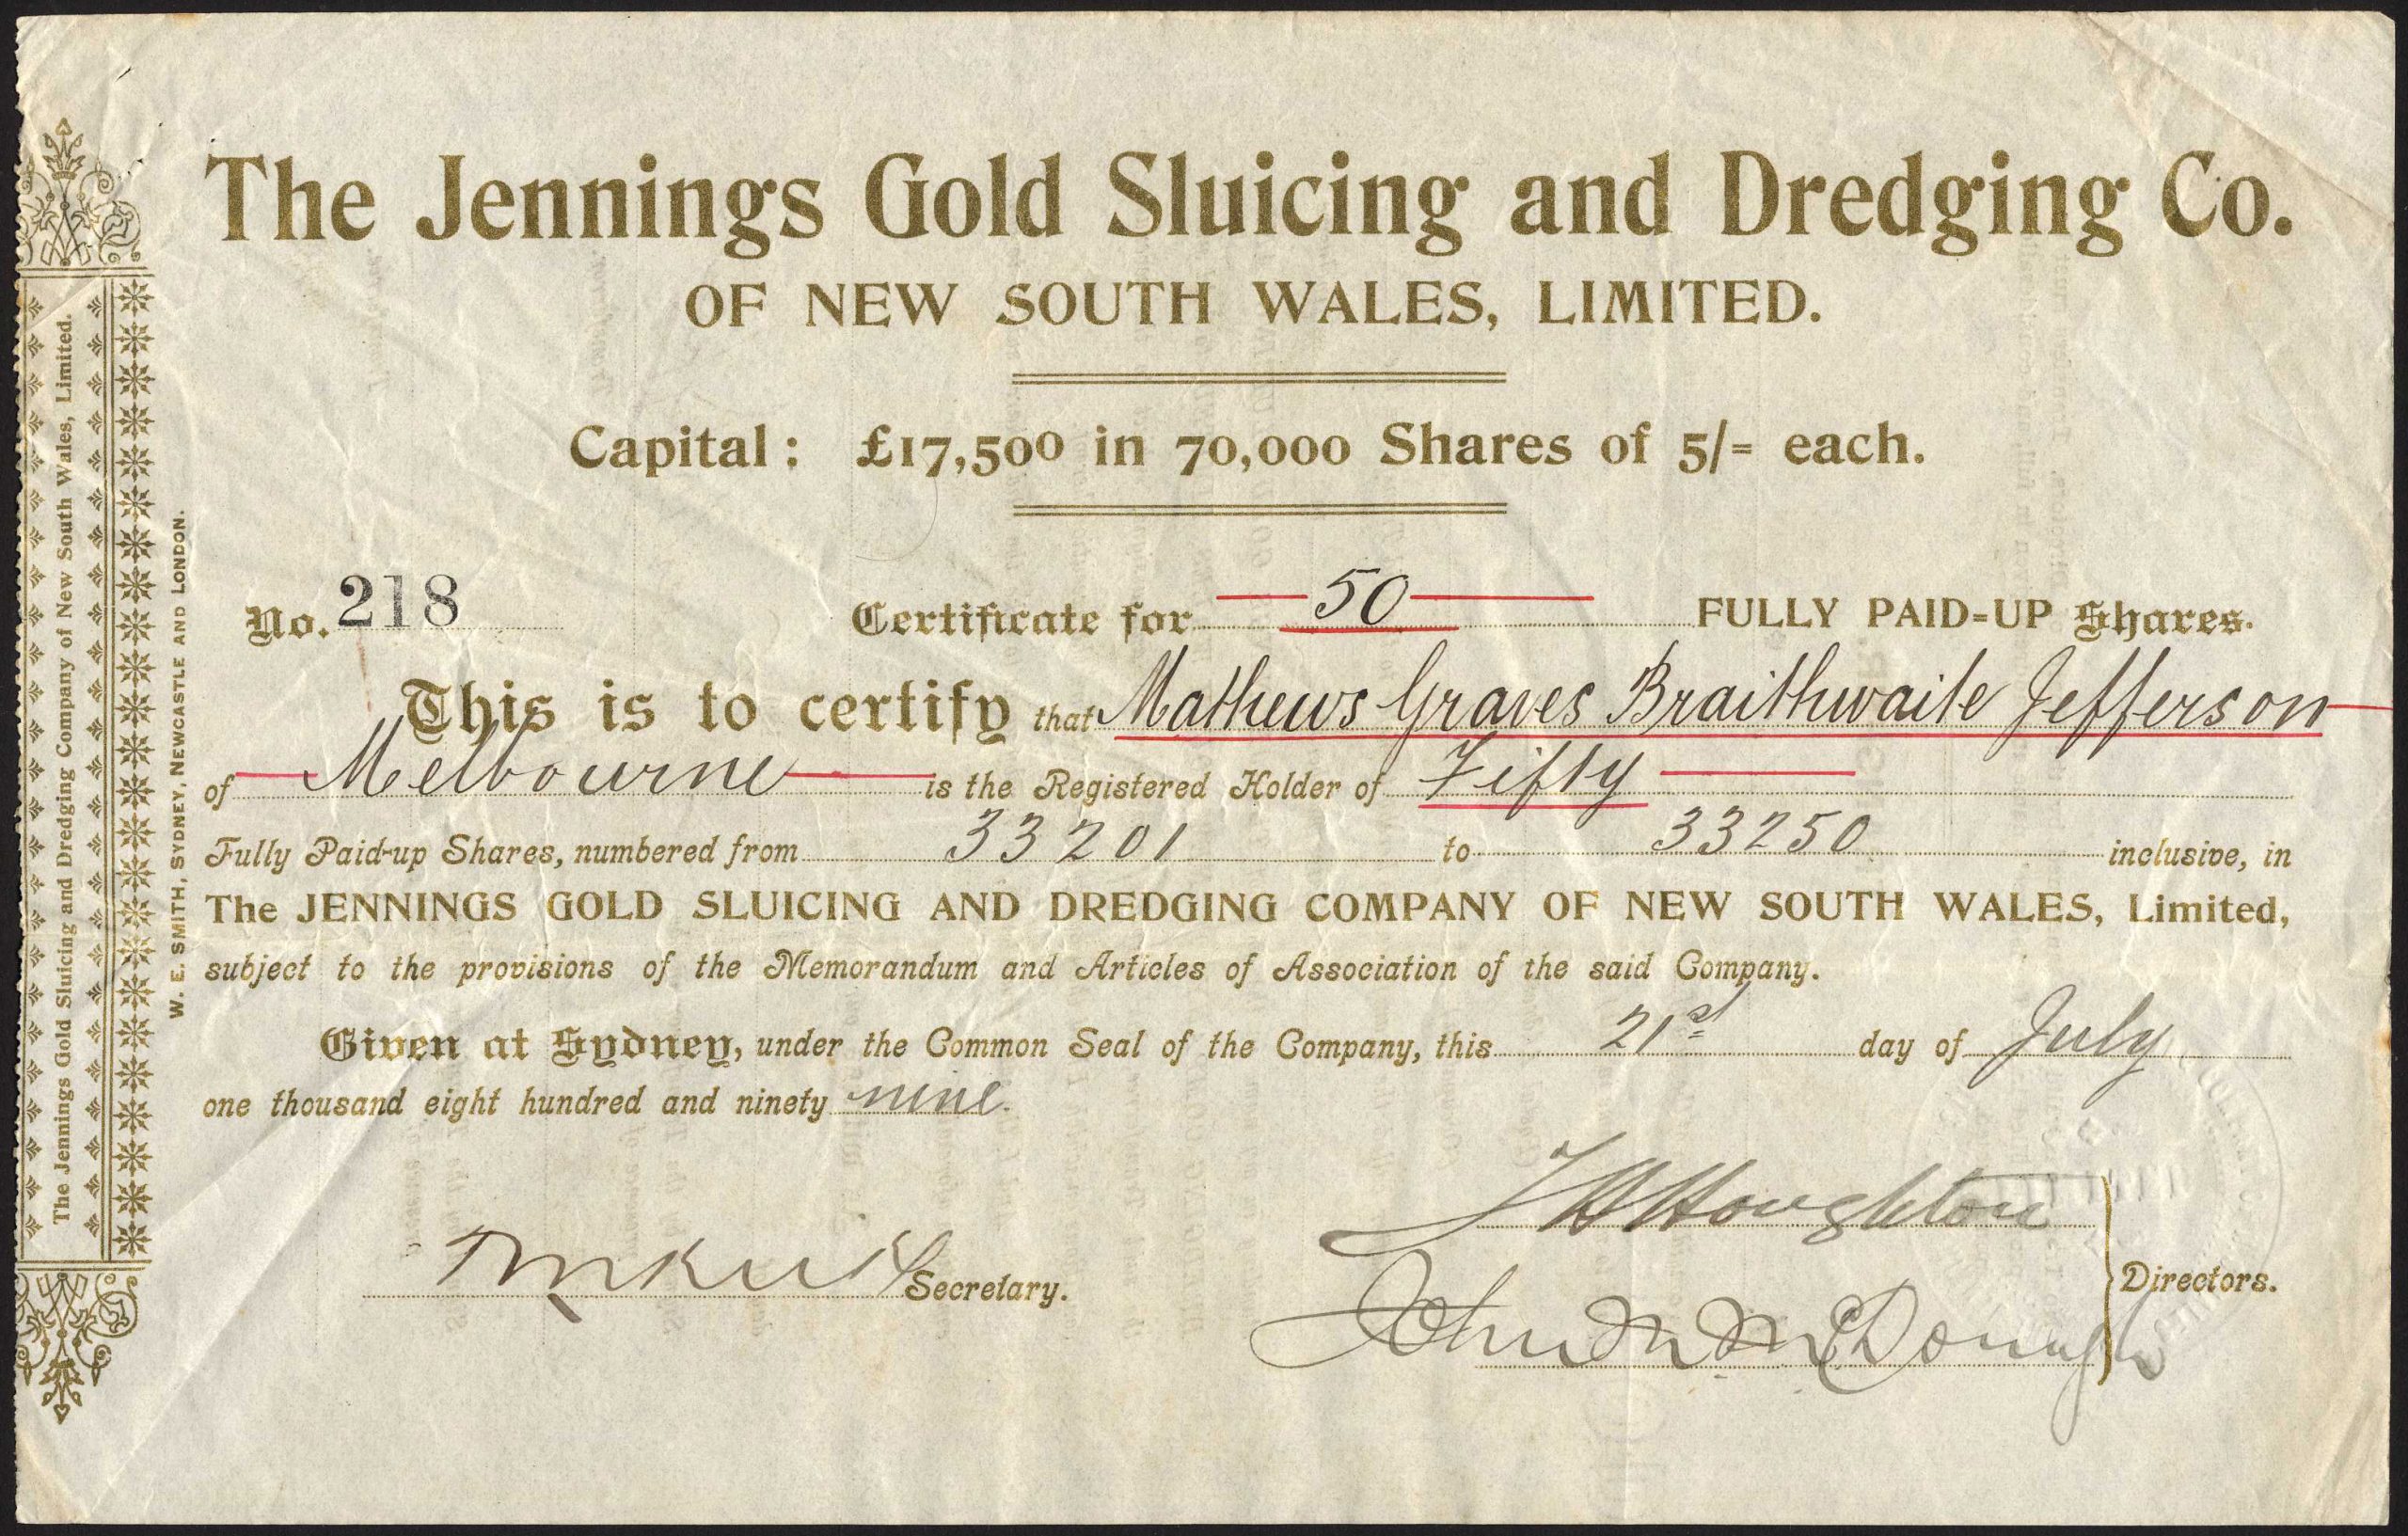 The Jennings Gold Sluicing and Dredging Co.
OF NEW SOUTH WALES, LIMITED.
Capital: £17,500 in 70,000 Shares of 5/= each.
No. 218 Certificate for 50 FULLY PAID=UP Shares.
This is to certify that Mathews Graves Braithwaite Jefferson
of Melbourne is the Registered Holder of Fifty
Fully Paid-up Shares, numbered from 33201 to 33250 inclusive, in
The JENNINGS GOLD SLUICING AND DREDGING COMPANY OF NEW SOUTH WALES, Limited,
subject to the provisions of the Memorandum and Articles of Association of the said Company.
Given at Sydney, under the Common Seal of the Company, this 21st day of July
one thousand eight hundred and ninety nine.
Houghton
Secretary.
Directors.
John McDonagh
The Jennings Gold Sluicing and Dredging Company of New South Wales, Limited.
W. E. SMITH, SYDNEY, NEWCASTLE AND LONDON.